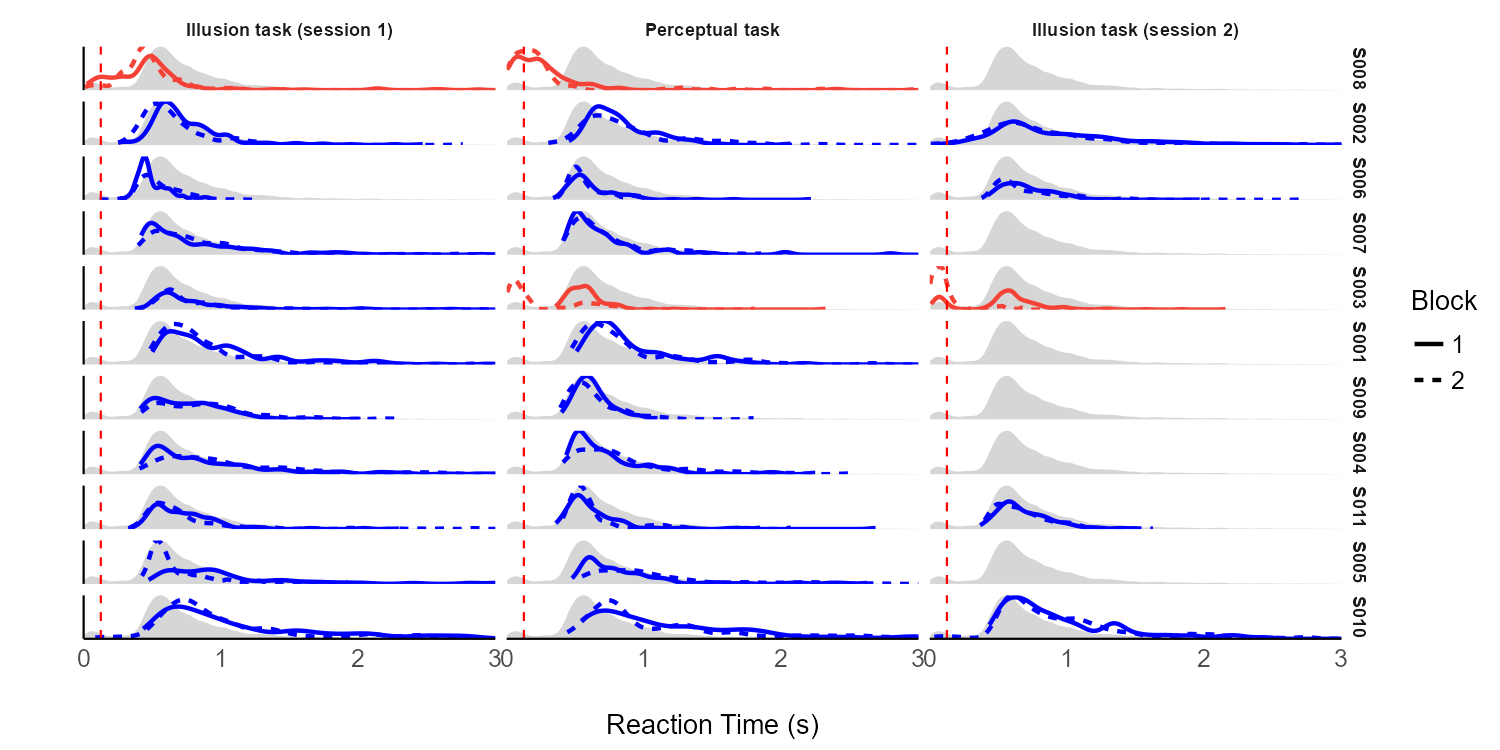 Illusion task (session 1) Perceptual task Illusion task (session 2)
S008
S002
S006
S007
S003
S001
S009
S004
S011
S005
S010
Block
1
2
0 1 2 3 0 1 2 3 0 1 2 3
Reaction Time (s)